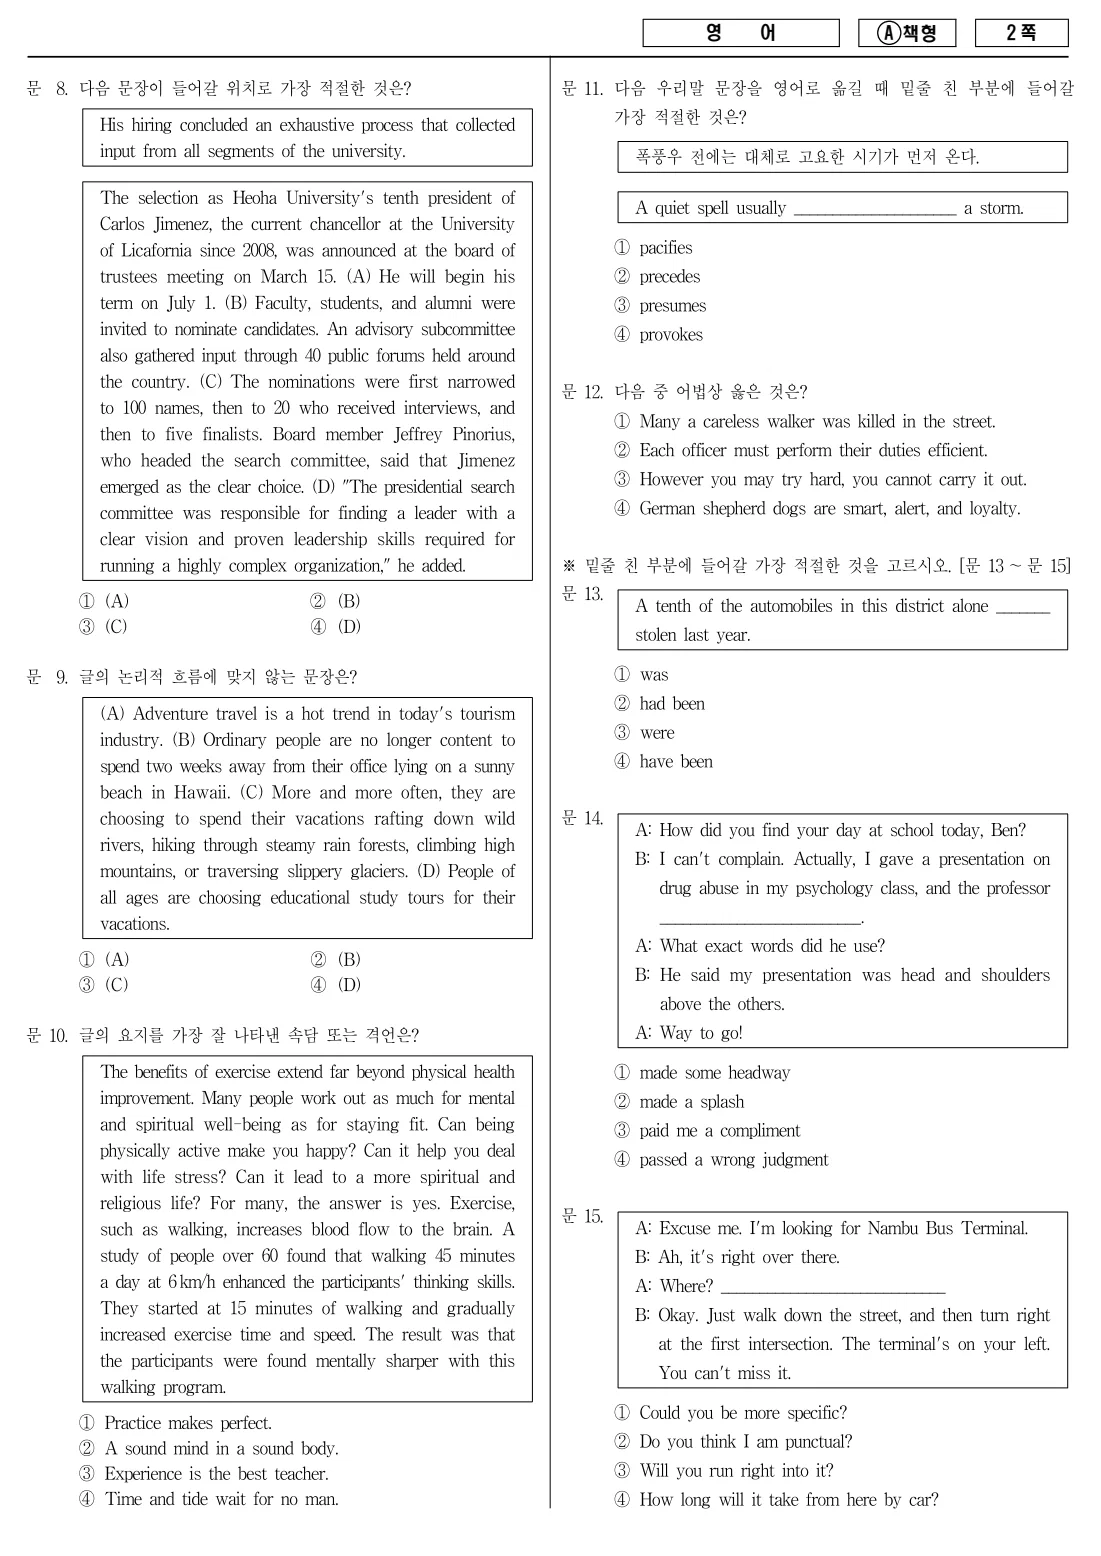 영 어
Ⓐ책형
2 쪽
문 8. 다음 문장이 들어갈 위치로 가장 적절한 것은?
His hiring concluded an exhaustive process that collected
input from all segments of the university.
The selection as Heoha University's tenth president of
Carlos Jimenez, the current chancellor at the University
of Licafornia since 2008, was announced at the board of
trustees meeting on March 15. (A) He will begin his
term on July 1. (B) Faculty, students, and alumni were
invited to nominate candidates. An advisory subcommittee
also gathered input through 40 public forums held around
the country. (C) The nominations were first narrowed
to 100 names, then to 20 who received interviews, and
then to five finalists. Board member Jeffrey Pinorius,
who headed the search committee, said that Jimenez
emerged as the clear choice. (D) "The presidential search
committee was responsible for finding a leader with a
clear vision and proven leadership skills required for
running a highly complex organization," he added.
① (A) ② (B)
③ (C) ④ (D)
문 9. 글의 논리적 흐름에 맞지 않는 문장은?
(A) Adventure travel is a hot trend in today's tourism
industry. (B) Ordinary people are no longer content to
spend two weeks away from their office lying on a sunny
beach in Hawaii. (C) More and more often, they are
choosing to spend their vacations rafting down wild
rivers, hiking through steamy rain forests, climbing high
mountains, or traversing slippery glaciers. (D) People of
all ages are choosing educational study tours for their
vacations.
① (A) ② (B)
③ (C) ④ (D)
문 10. 글의 요지를 가장 잘 나타낸 속담 또는 격언은?
The benefits of exercise extend far beyond physical health
improvement. Many people work out as much for mental
and spiritual well-being as for staying fit. Can being
physically active make you happy? Can it help you deal
with life stress? Can it lead to a more spiritual and
religious life? For many, the answer is yes. Exercise,
such as walking, increases blood flow to the brain. A
study of people over 60 found that walking 45 minutes
a day at 6 km/h enhanced the participants' thinking skills.
They started at 15 minutes of walking and gradually
increased exercise time and speed. The result was that
the participants were found mentally sharper with this
walking program.
① Practice makes perfect.
② A sound mind in a sound body.
③ Experience is the best teacher.
④ Time and tide wait for no man.
문 11. 다음 우리말 문장을 영어로 옮길 때 밑줄 친 부분에 들어갈
가장 적절한 것은?
폭풍우 전에는 대체로 고요한 시기가 먼저 온다.
A quiet spell usually ____________________ a storm.
① pacifies
② precedes
③ presumes
④ provokes
문 12. 다음 중 어법상 옳은 것은?
① Many a careless walker was killed in the street.
② Each officer must perform their duties efficient.
③ However you may try hard, you cannot carry it out.
④ German shepherd dogs are smart, alert, and loyalty.
※ 밑줄 친 부분에 들어갈 가장 적절한 것을 고르시오. [문 13 ~ 문 15]
문 13.
A tenth of the automobiles in this district alone _______
stolen last year.
① was
② had been
③ were
④ have been
문 14.
A: How did you find your day at school today, Ben?
B: I can't complain. Actually, I gave a presentation on
drug abuse in my psychology class, and the professor
_________________________.
A: What exact words did he use?
B: He said my presentation was head and shoulders
above the others.
A: Way to go!
① made some headway
② made a splash
③ paid me a compliment
④ passed a wrong judgment
문 15.
A: Excuse me. I'm looking for Nambu Bus Terminal.
B: Ah, it's right over there.
A: Where? ____________________________
B: Okay. Just walk down the street, and then turn right
at the first intersection. The terminal's on your left.
You can't miss it.
① Could you be more specific?
② Do you think I am punctual?
③ Will you run right into it?
④ How long will it take from here by car?